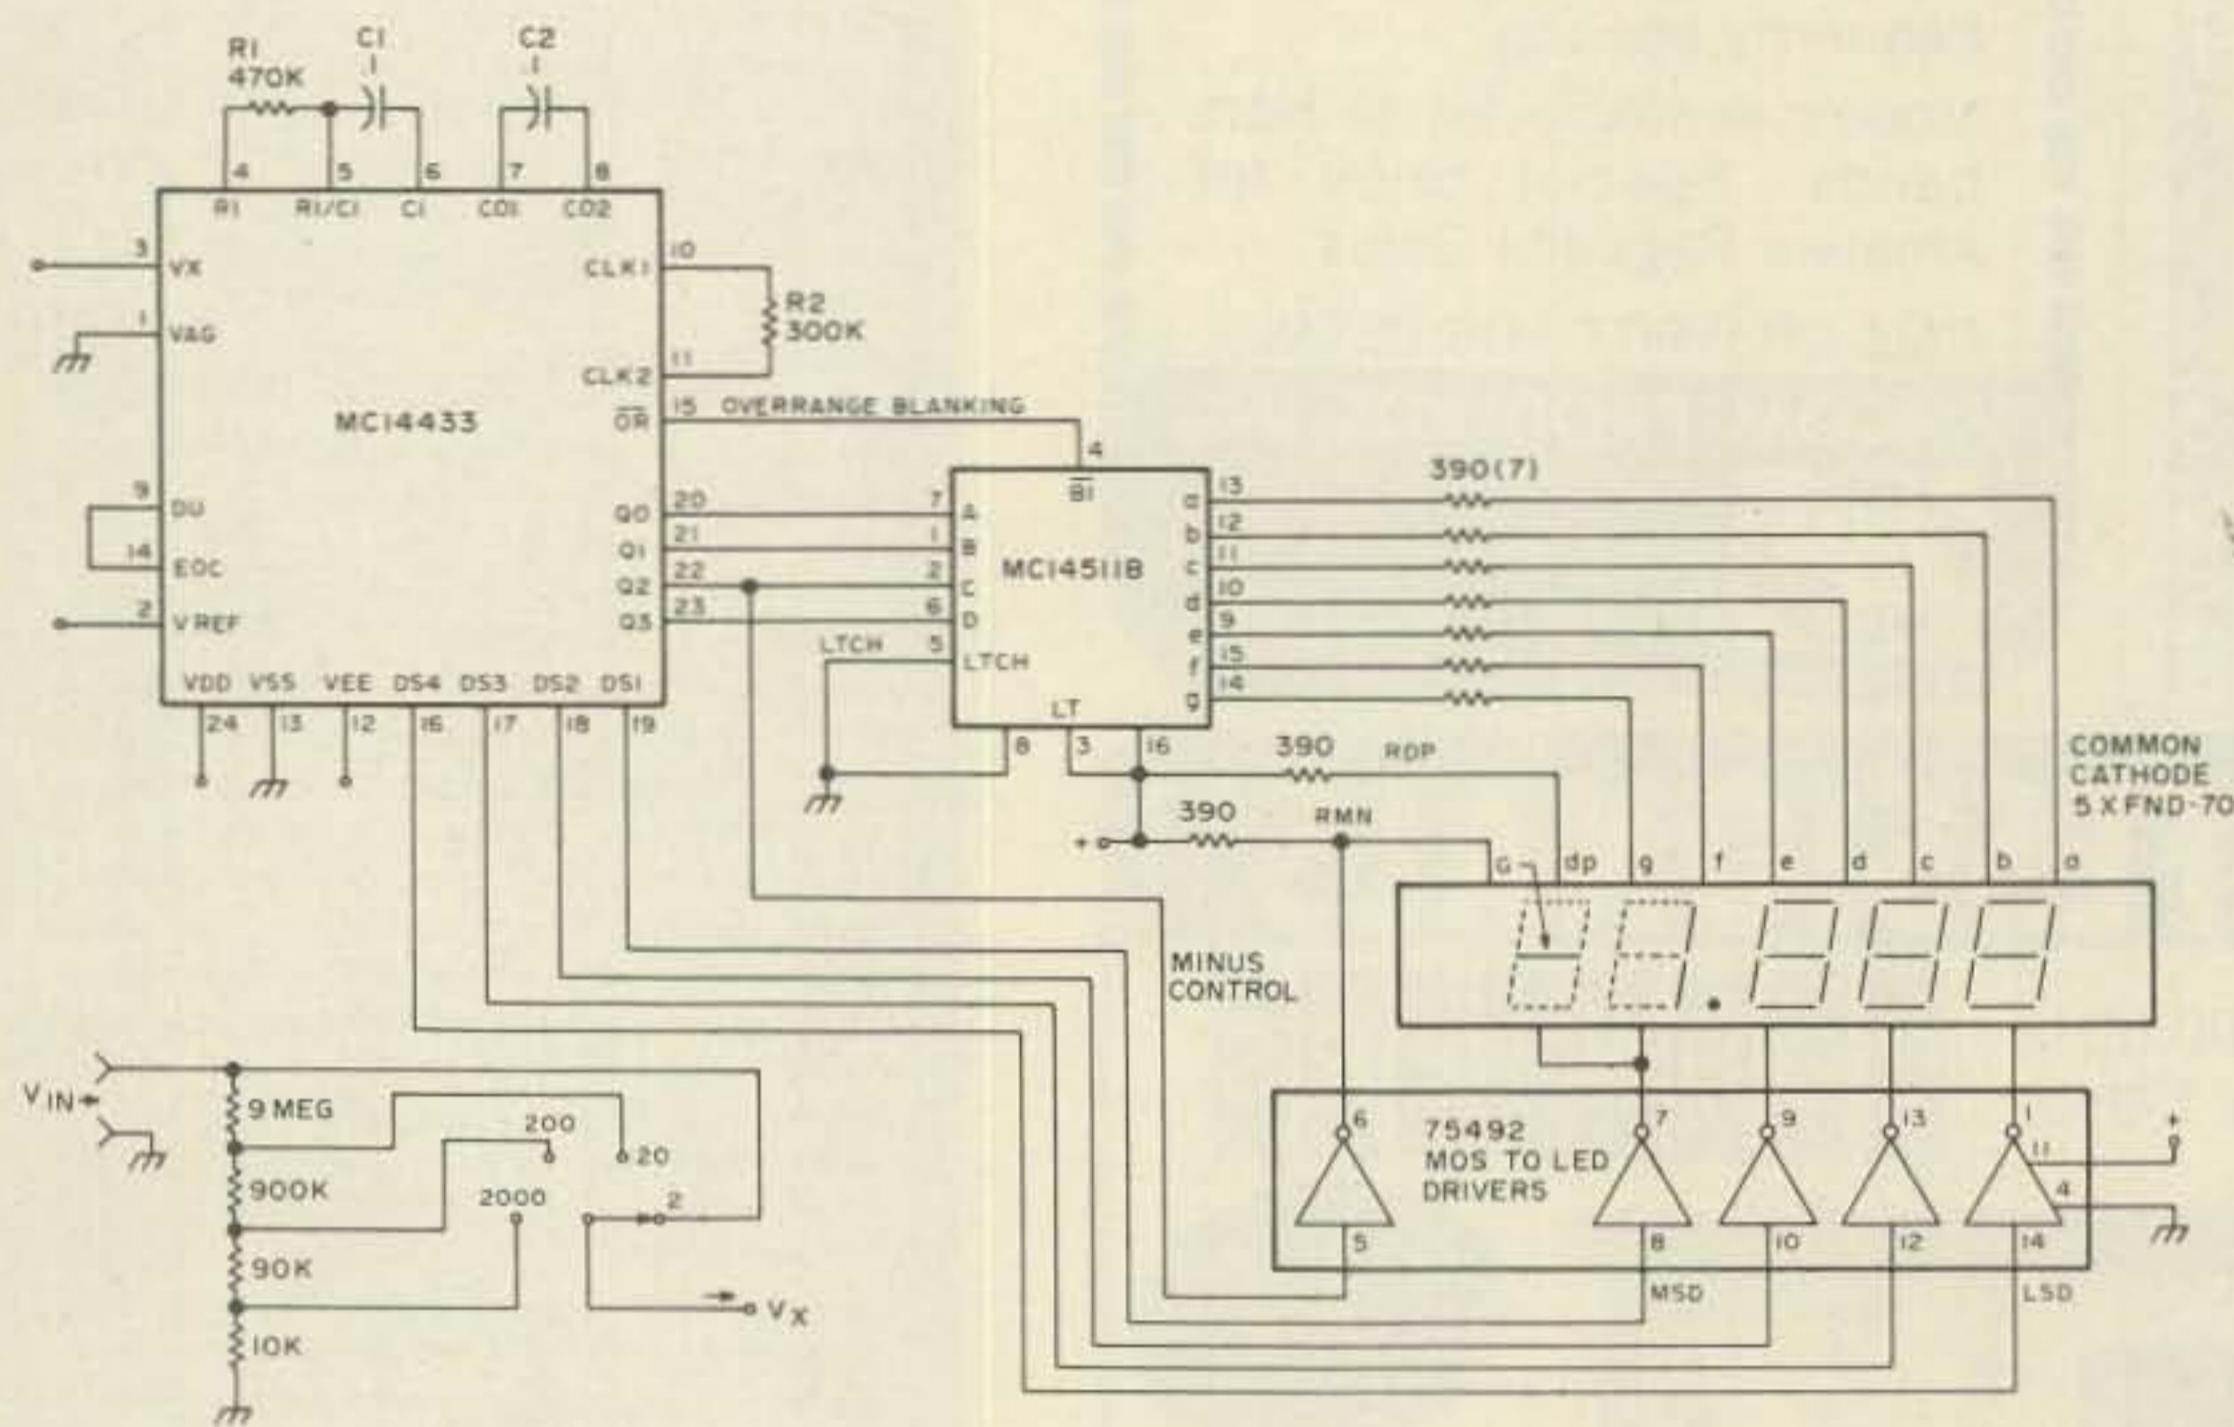 R1
470K
C1
.1
C2
.1
4
5
6
7
8
R1
R1/C1
C1
CO1
CO2
3
VX
1
VAG
MC14433
9
DU
14
EOC
2
VREF
CLK1
10
R2
300K
CLK2
11
OR
15
OVERRANGE BLANKING
Q0
20
Q1
21
Q2
22
Q3
23
VDD
VSS
VEE
DS4
DS3
DS2
DS1
24
13
12
16
17
18
19
4
BI
7
A
1
B
2
C
6
D
LTCH
5
LTCH
MC14511B
LT
8
3
16
a
13
b
12
c
11
d
10
e
9
f
15
g
14
390(7)
390
RDP
390
RMN
+
COMMON
CATHODE
5 X FND-70
G
dp
g
f
e
d
c
b
a
MINUS
CONTROL
6
7
9
13
1
75492
MOS TO LED
DRIVERS
11
+
4
5
8
10
12
14
MSD
LSD
VIN
9 MEG
900K
90K
10K
200
20
2000
2
VX